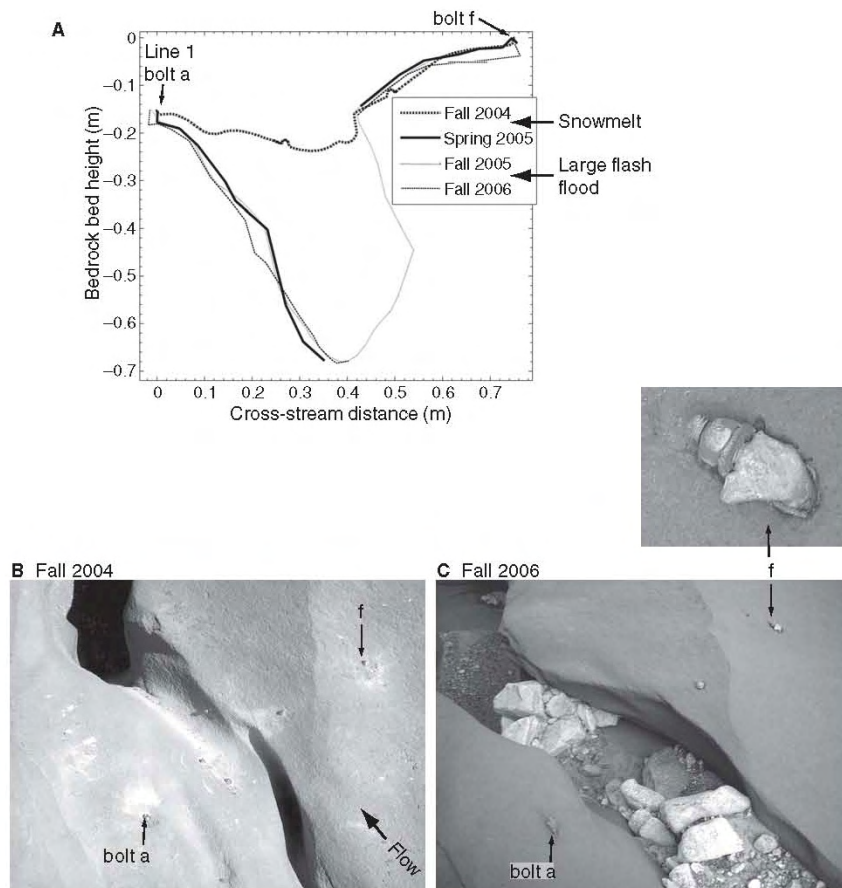 A
bolt f
Line 1
bolt a
0
−0.1
−0.2
−0.3
−0.4
−0.5
−0.6
−0.7
Bedrock bed height (m)
0 0.1 0.2 0.3 0.4 0.5 0.6 0.7
Cross-stream distance (m)
Fall 2004
Spring 2005
Fall 2005
Fall 2006
Snowmelt
Large flash
flood
B Fall 2004
f
bolt a
Flow
C Fall 2006
f
bolt a